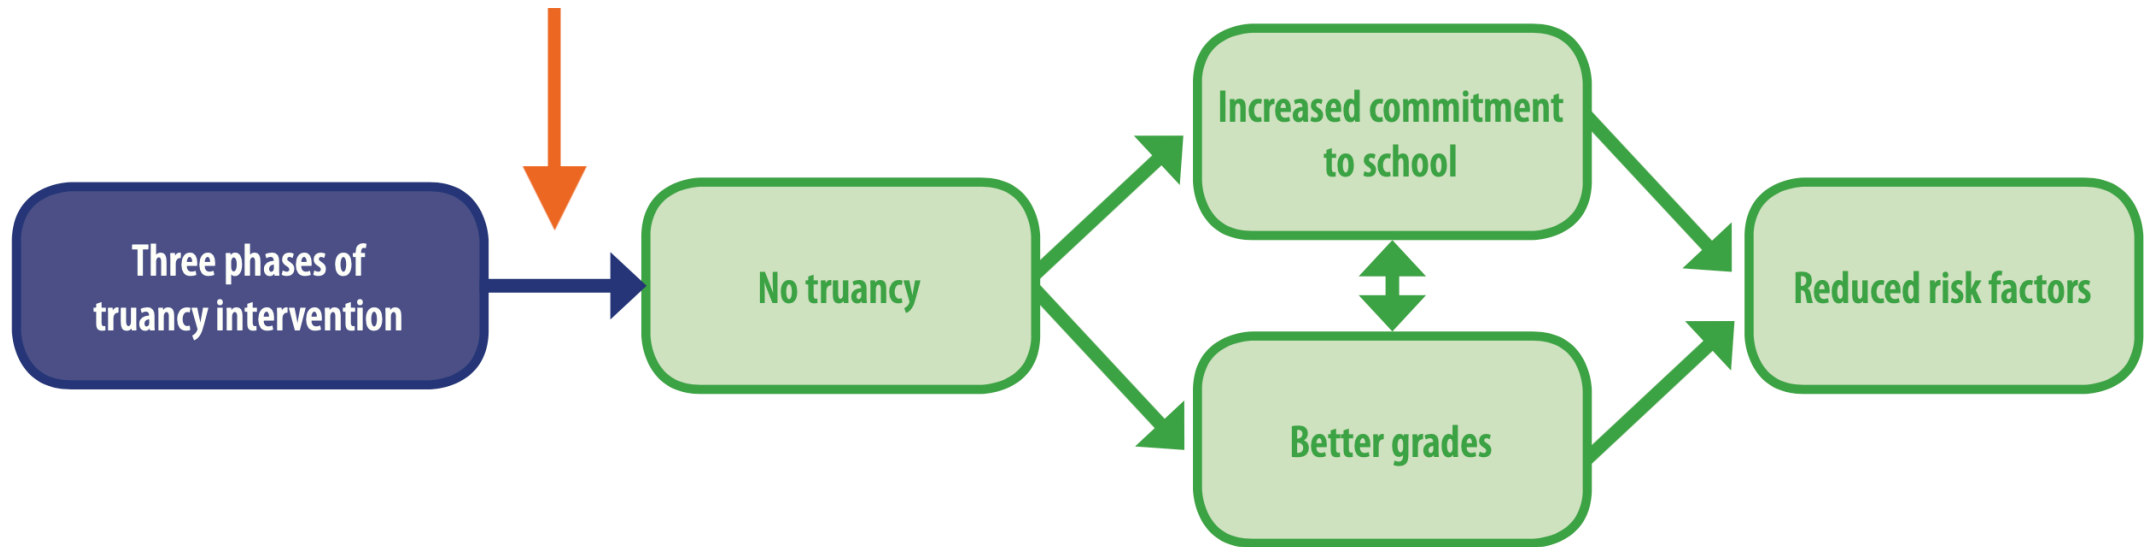 Three phases of
truancy intervention
No truancy
Increased commitment
to school
Better grades
Reduced risk factors